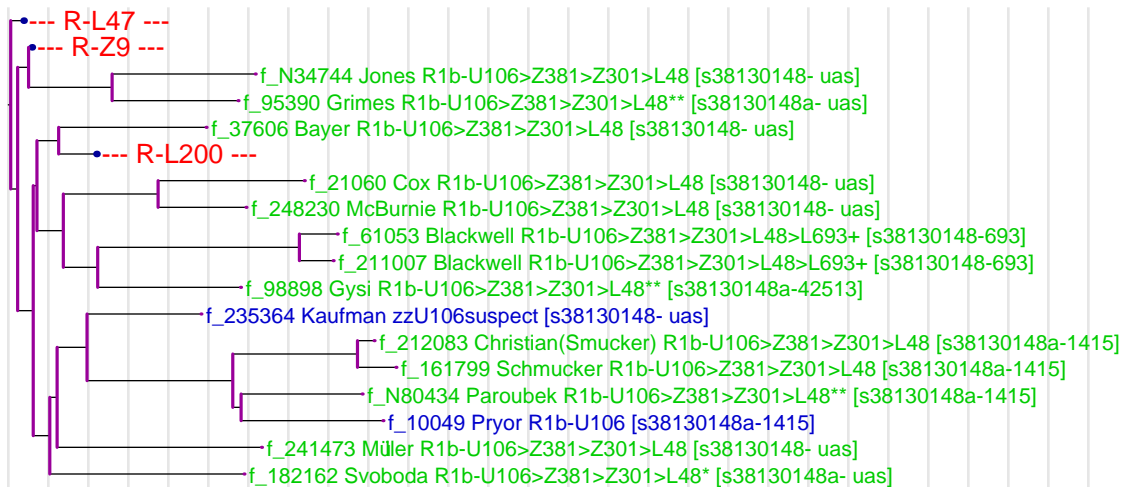 --- R-L47 ---
--- R-Z9 ---
f_N34744 Jones R1b-U106>Z381>Z301>L48 [s38130148- uas]
f_95390 Grimes R1b-U106>Z381>Z301>L48** [s38130148a- uas]
f_37606 Bayer R1b-U106>Z381>Z301>L48 [s38130148- uas]
--- R-L200 ---
f_21060 Cox R1b-U106>Z381>Z301>L48 [s38130148- uas]
f_248230 McBurnie R1b-U106>Z381>Z301>L48 [s38130148- uas]
f_61053 Blackwell R1b-U106>Z381>Z301>L48>L693+ [s38130148-693]
f_211007 Blackwell R1b-U106>Z381>Z301>L48>L693+ [s38130148-693]
f_98898 Gysi R1b-U106>Z381>Z301>L48** [s38130148a-42513]
f_235364 Kaufman zzU106suspect [s38130148- uas]
f_212083 Christian(Smucker) R1b-U106>Z381>Z301>L48 [s38130148a-1415]
f_161799 Schmucker R1b-U106>Z381>Z301>L48 [s38130148a-1415]
f_N80434 Paroubek R1b-U106>Z381>Z301>L48** [s38130148a-1415]
f_10049 Pryor R1b-U106 [s38130148a-1415]
f_241473 Müller R1b-U106>Z381>Z301>L48 [s38130148- uas]
f_182162 Svoboda R1b-U106>Z381>Z301>L48* [s38130148a- uas]